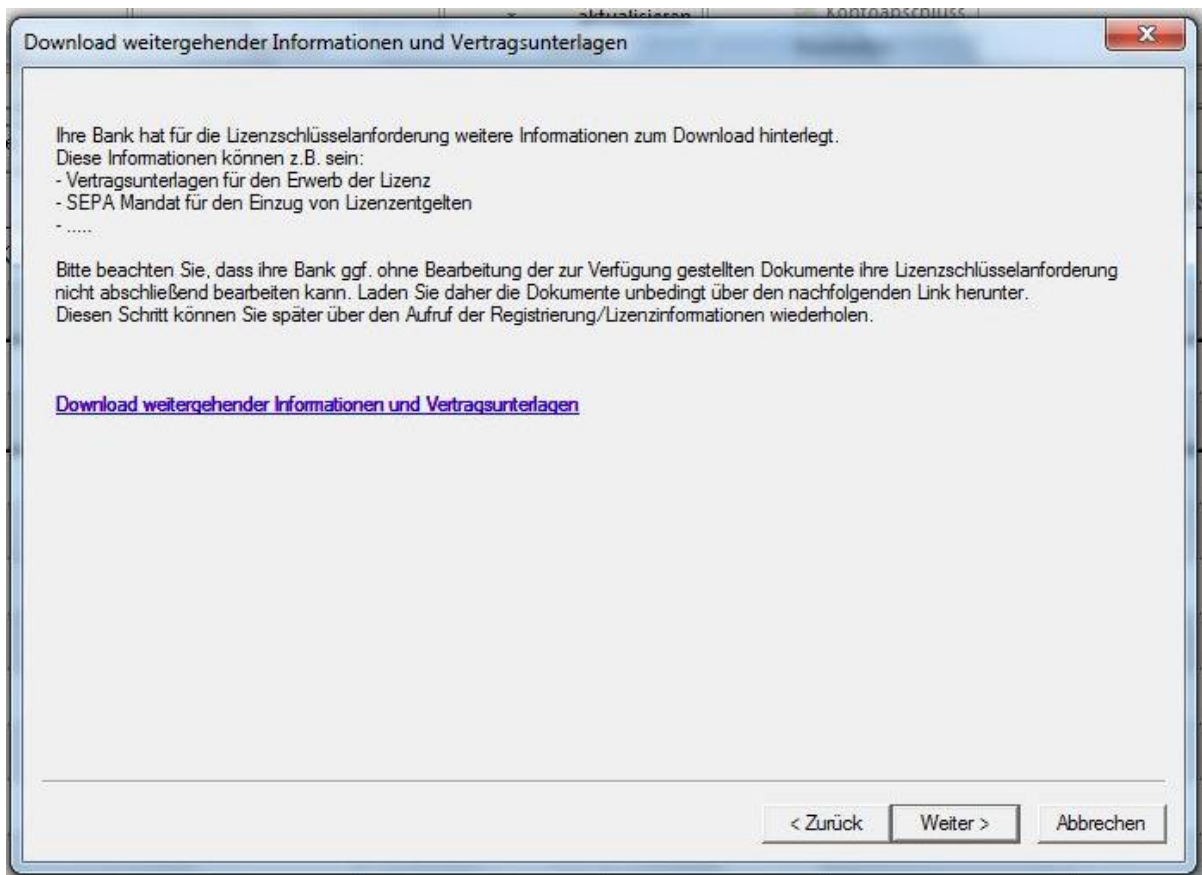 aktualisieren Kontoabschluss
Download weitergehender Informationen und Vertragsunterlagen
Ihre Bank hat für die Lizenzschlüsselanforderung weitere Informationen zum Download hinterlegt.
Diese Informationen können z.B. sein:
- Vertragsunterlagen für den Erwerb der Lizenz
- SEPA Mandat für den Einzug von Lizenzentgelten
- .....
Bitte beachten Sie, dass ihre Bank ggf. ohne Bearbeitung der zur Verfügung gestellten Dokumente ihre Lizenzschlüsselanforderung
nicht abschließend bearbeiten kann. Laden Sie daher die Dokumente unbedingt über den nachfolgenden Link herunter.
Diesen Schritt können Sie später über den Aufruf der Registrierung/Lizenzinformationen wiederholen.
Download weitergehender Informationen und Vertragsunterlagen
< Zurück Weiter > Abbrechen